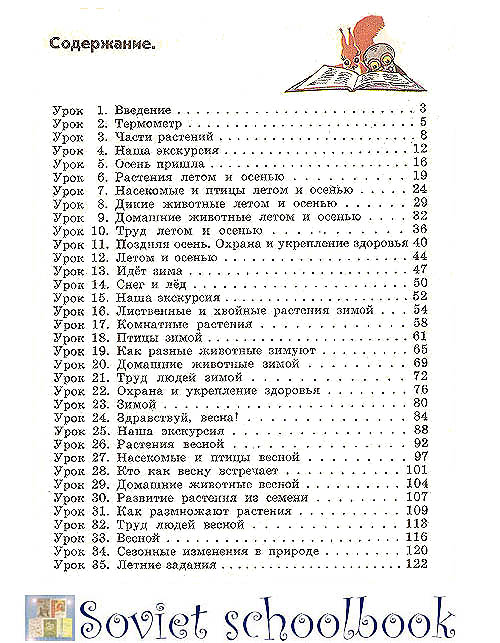 Содержание.
Урок 1. Введение . . . . . . . . . . . . . . . . . . . . 3
Урок 2. Термометр . . . . . . . . . . . . . . . . . . . 5
Урок 3. Части растений . . . . . . . . . . . . . . . . 8
Урок 4. Наша экскурсия . . . . . . . . . . . . . . . . 12
Урок 5. Осень пришла . . . . . . . . . . . . . . . . . 16
Урок 6. Растения летом и осенью . . . . . . . . . . 19
Урок 7. Насекомые и птицы летом и осенью . . . . . 24
Урок 8. Дикие животные летом и осенью . . . . . . 29
Урок 9. Домашние животные летом и осенью . . . . 32
Урок 10. Труд летом и осенью . . . . . . . . . . . . 36
Урок 11. Поздняя осень. Охрана и укрепление здоровья 40
Урок 12. Летом и осенью . . . . . . . . . . . . . . . 44
Урок 13. Идёт зима . . . . . . . . . . . . . . . . . . 47
Урок 14. Снег и лёд . . . . . . . . . . . . . . . . . . 50
Урок 15. Наша экскурсия . . . . . . . . . . . . . . . 52
Урок 16. Лиственные и хвойные растения зимой . . . 54
Урок 17. Комнатные растения . . . . . . . . . . . . . 58
Урок 18. Птицы зимой . . . . . . . . . . . . . . . . . 61
Урок 19. Как разные животные зимуют . . . . . . . . 65
Урок 20. Домашние животные зимой . . . . . . . . . 69
Урок 21. Труд людей зимой . . . . . . . . . . . . . . 72
Урок 22. Охрана и укрепление здоровья . . . . . . . 76
Урок 23. Зимой . . . . . . . . . . . . . . . . . . . . 80
Урок 24. Здравствуй, весна! . . . . . . . . . . . . . . 84
Урок 25. Наша экскурсия . . . . . . . . . . . . . . . 88
Урок 26. Растения весной . . . . . . . . . . . . . . . 92
Урок 27. Насекомые и птицы весной . . . . . . . . . 97
Урок 28. Кто как весну встречает . . . . . . . . . . . 101
Урок 29. Домашние животные весной . . . . . . . . . 104
Урок 30. Развитие растения из семени . . . . . . . . 107
Урок 31. Как размножают растения . . . . . . . . . . 109
Урок 32. Труд людей весной . . . . . . . . . . . . . 113
Урок 33. Весной . . . . . . . . . . . . . . . . . . . . 116
Урок 34. Сезонные изменения в природе . . . . . . . 120
Урок 35. Летние задания . . . . . . . . . . . . . . . . 122
Soviet schoolbook